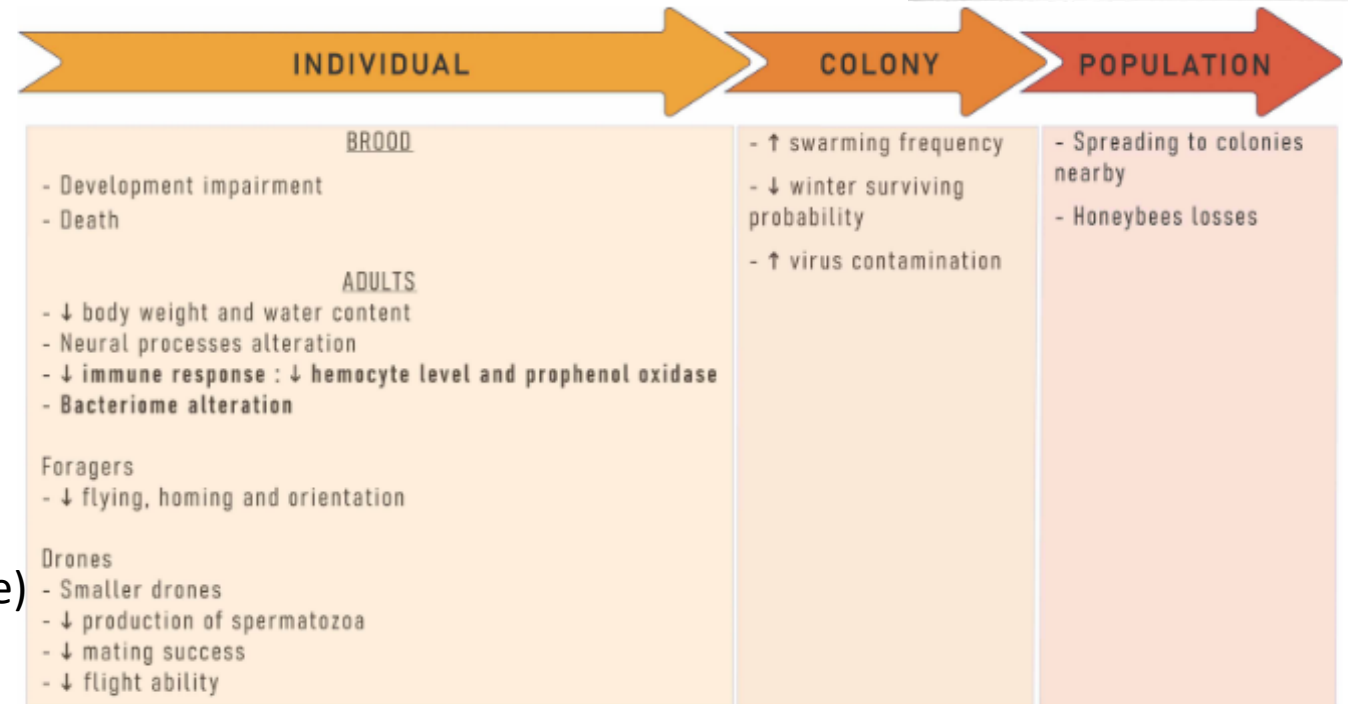 INDIVIDUAL
COLONY
POPULATION
BROOD
- Development impairment
- Death
ADULTS
- ↓ body weight and water content
- Neural processes alteration
- ↓ immune response : ↓ hemocyte level and prophenol oxidase
- Bacteriome alteration
Foragers
- ↓ flying, homing and orientation
Drones
e)
- Smaller drones
- ↓ production of spermatozoa
- ↓ mating success
- ↓ flight ability
- ↑ swarming frequency
- ↓ winter surviving
probability
- ↑ virus contamination
- Spreading to colonies
nearby
- Honeybees losses